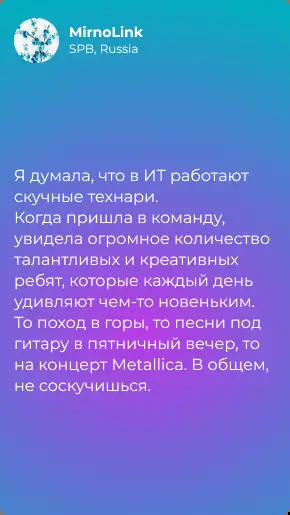 MirnoLink
SPB, Russia
Я думала, что в ИТ работают
скучные технари.
Когда пришла в команду,
увидела огромное количество
талантливых и креативных
ребят, которые каждый день
удивляют чем-то новеньким.
То поход в горы, то песни под
гитару в пятничный вечер, то
на концерт Metallica. В общем,
не соскучишься.